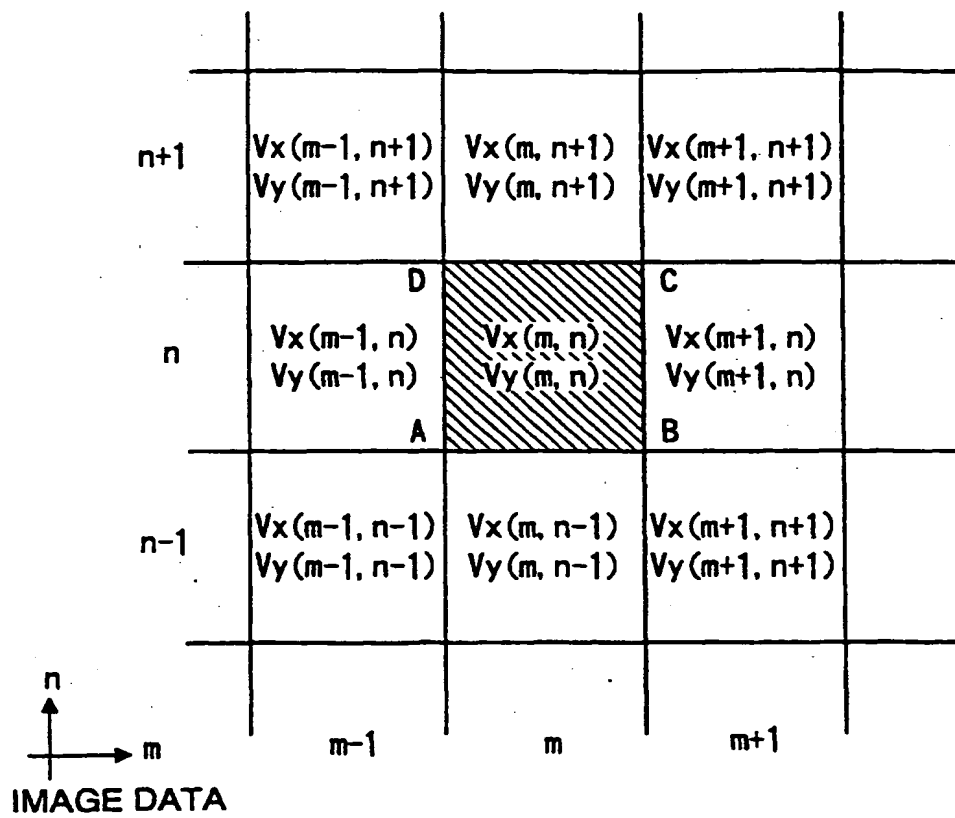 n+1
Vx(m-1, n+1) Vx(m, n+1) Vx(m+1, n+1)
Vy(m-1, n+1) Vy(m, n+1) Vy(m+1, n+1)
D C
n
Vx(m-1, n) Vx(m, n) Vx(m+1, n)
Vy(m-1, n) Vy(m, n) Vy(m+1, n)
A B
n-1
Vx(m-1, n-1) Vx(m, n-1) Vx(m+1, n+1)
Vy(m-1, n-1) Vy(m, n-1) Vy(m+1, n+1)
n
m
m-1 m m+1
IMAGE DATA